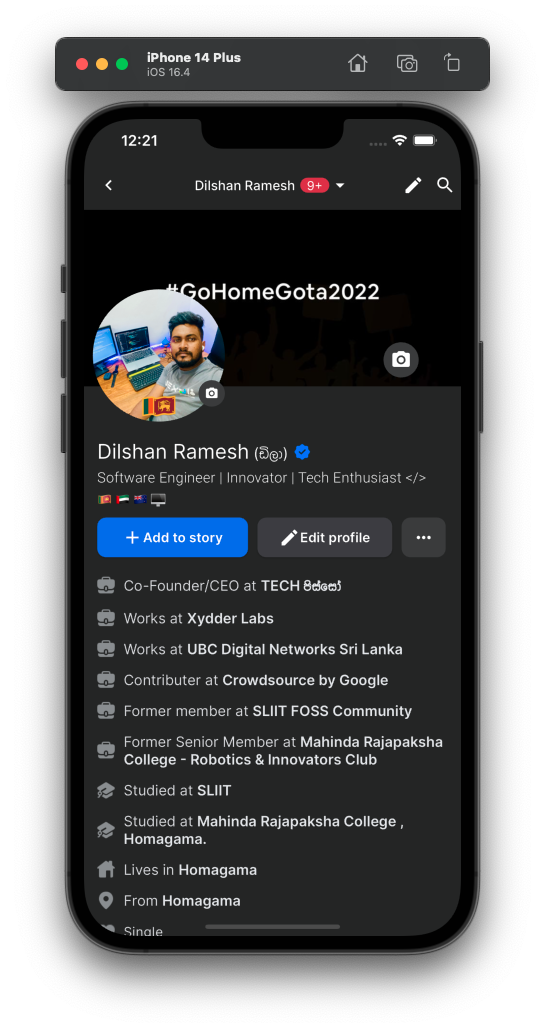 iPhone 14 Plus
iOS 16.4
12:21
Dilshan Ramesh 9+
#GoHomeGota2022
Dilshan Ramesh (ඩිලා)
Software Engineer | Innovator | Tech Enthusiast </>
Add to story
Edit profile
Co-Founder/CEO at TECH පිස්සෝ
Works at Xydder Labs
Works at UBC Digital Networks Sri Lanka
Contributer at Crowdsource by Google
Former member at SLIIT FOSS Community
Former Senior Member at Mahinda Rajapaksha
College - Robotics & Innovators Club
Studied at SLIIT
Studied at Mahinda Rajapaksha College ,
Homagama.
Lives in Homagama
From Homagama
Single